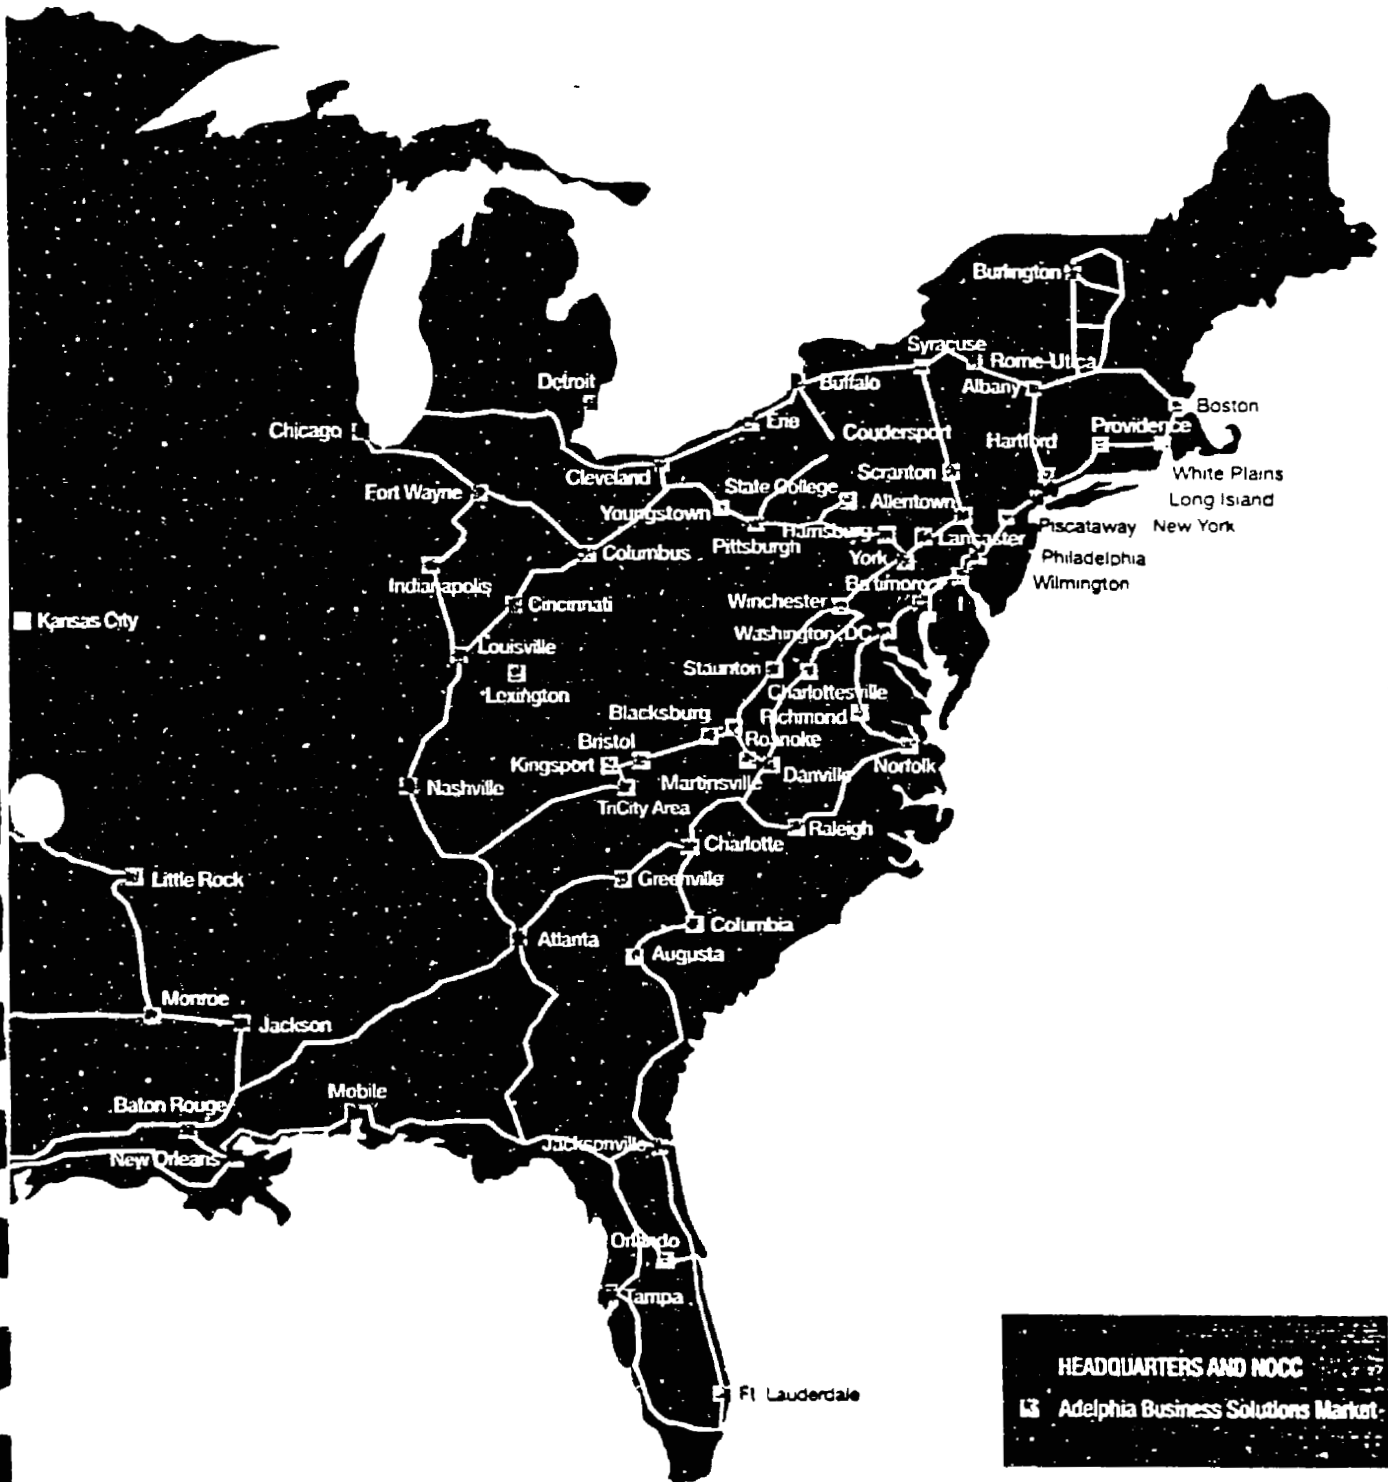 Burlington
Syracuse
Rome-Utica
Detroit
Buffalo
Albany
Boston
Erie
Providence
Chicago
Coudersport
Hartford
Cleveland
Scranton
White Plains
Fort Wayne
State College
Allentown
Long Island
Youngstown
Piscataway New York
Harrisburg
Lancaster
Pittsburgh
Columbus
York
Philadelphia
Indianapolis
Baltimore
Wilmington
Cincinnati
Winchester
Kansas City
Washington, DC
Louisville
Staunton
Lexington
Charlottesville
Blacksburg
Richmond
Bristol
Roanoke
Kingsport
Norfolk
Martinsville
Danville
Nashville
TriCity Area
Raleigh
Charlotte
Little Rock
Greenville
Columbia
Atlanta
Augusta
Monroe
Jackson
Mobile
Baton Rouge
Jacksonville
New Orleans
Orlando
Tampa
Ft Lauderdale
HEADQUARTERS AND NOCC
Adelphia Business Solutions Market